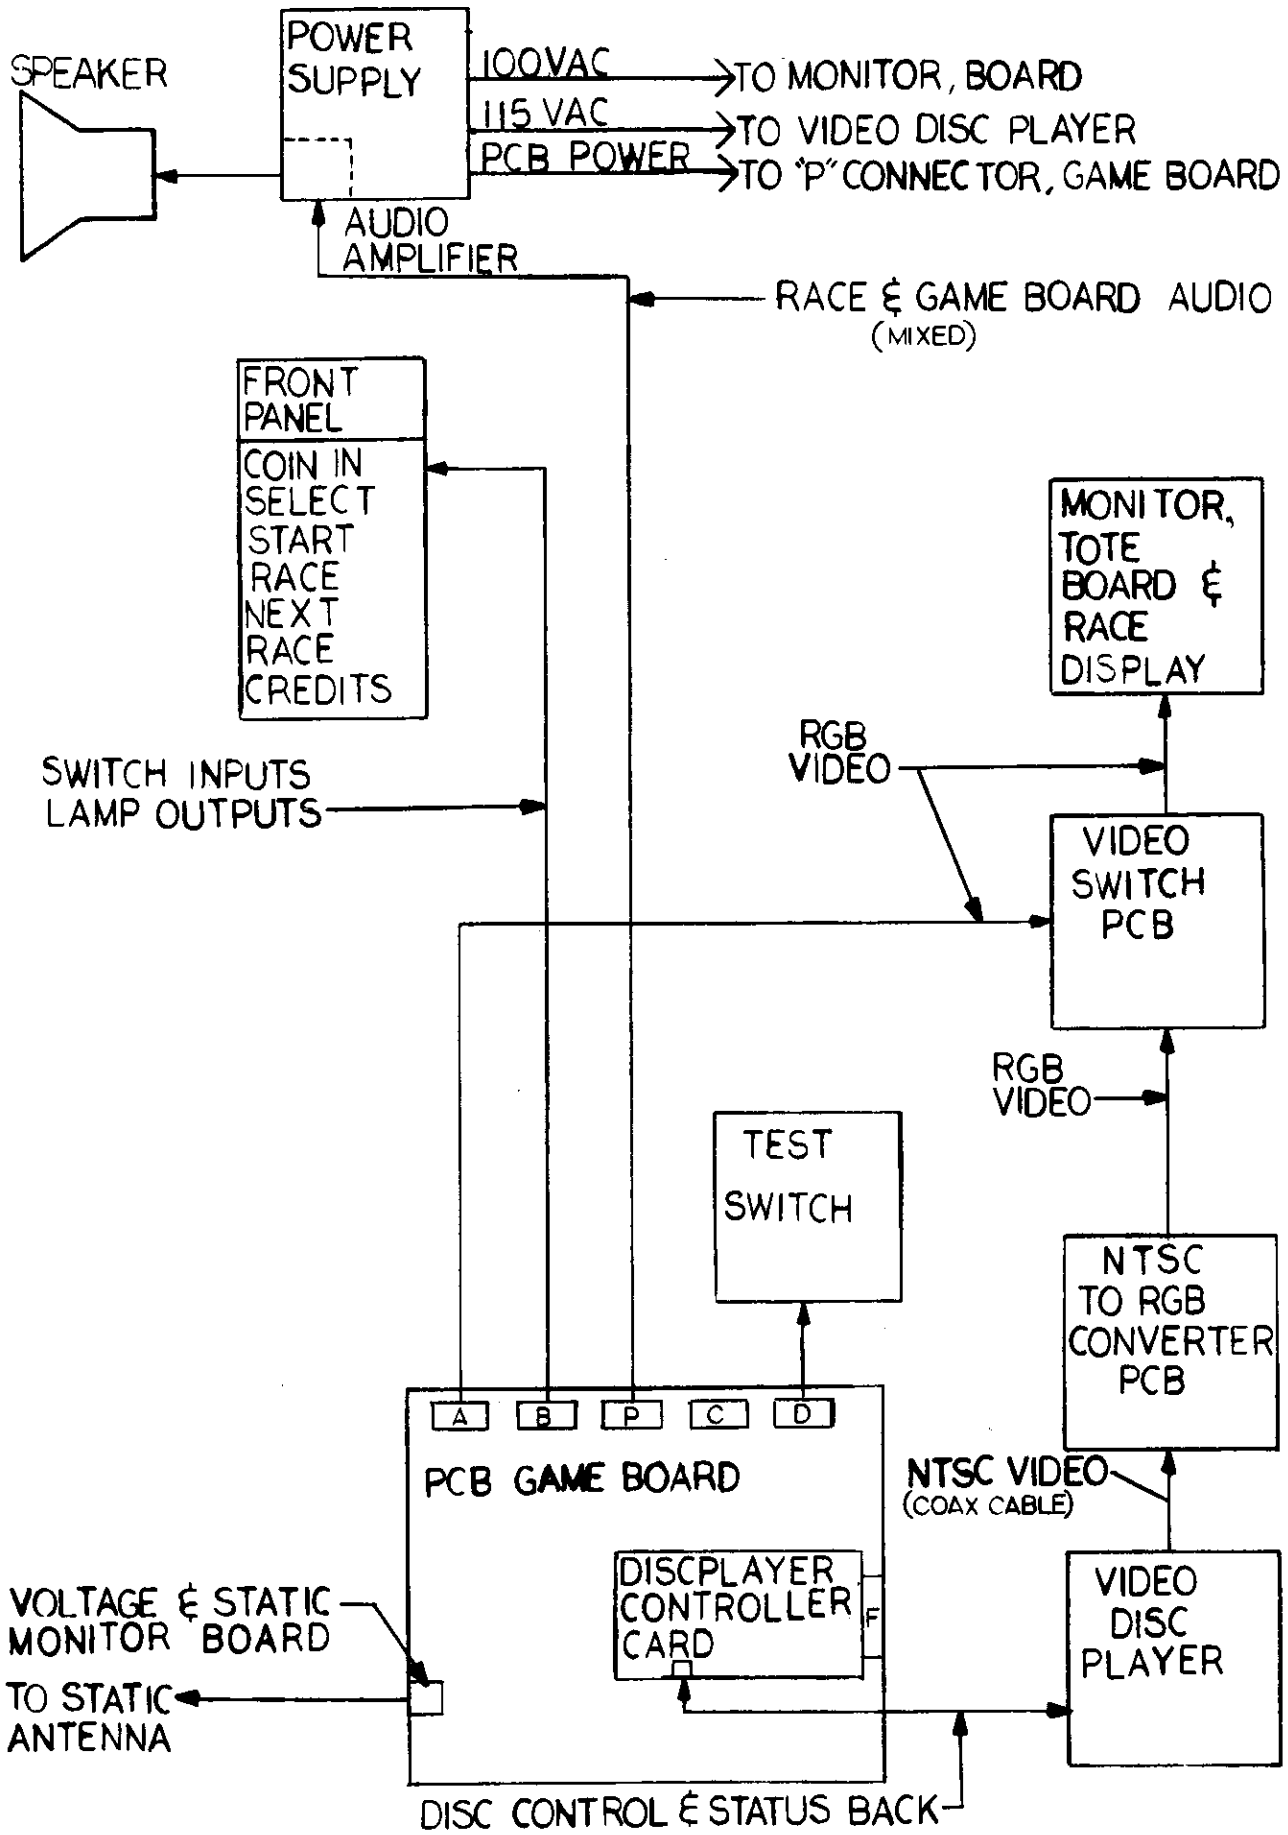 POWER
SUPPLY
SPEAKER
100VAC
TO MONITOR, BOARD
115 VAC
TO VIDEO DISC PLAYER
PCB POWER
TO "P" CONNECTOR, GAME BOARD
AUDIO
AMPLIFIER
RACE & GAME BOARD AUDIO
(MIXED)
FRONT
PANEL
COIN IN
SELECT
START
RACE
NEXT
RACE
CREDITS
MONITOR,
TOTE
BOARD &
RACE
DISPLAY
RGB
VIDEO
SWITCH INPUTS
LAMP OUTPUTS
VIDEO
SWITCH
PCB
RGB
VIDEO
TEST
SWITCH
NTSC
TO RGB
CONVERTER
PCB
A
B
P
C
D
PCB GAME BOARD
NTSC VIDEO
(COAX CABLE)
DISCPLAYER
CONTROLLER
CARD
F
VIDEO
DISC
PLAYER
VOLTAGE & STATIC
MONITOR BOARD
TO STATIC
ANTENNA
DISC CONTROL & STATUS BACK